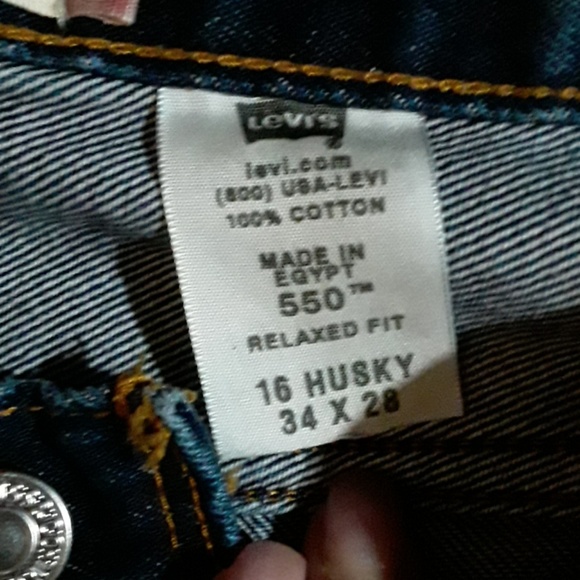 Levi's
levi.com
(800) USA-LEVI
100% COTTON
MADE IN
EGYPT
550™
RELAXED FIT
16 HUSKY
34 X 28